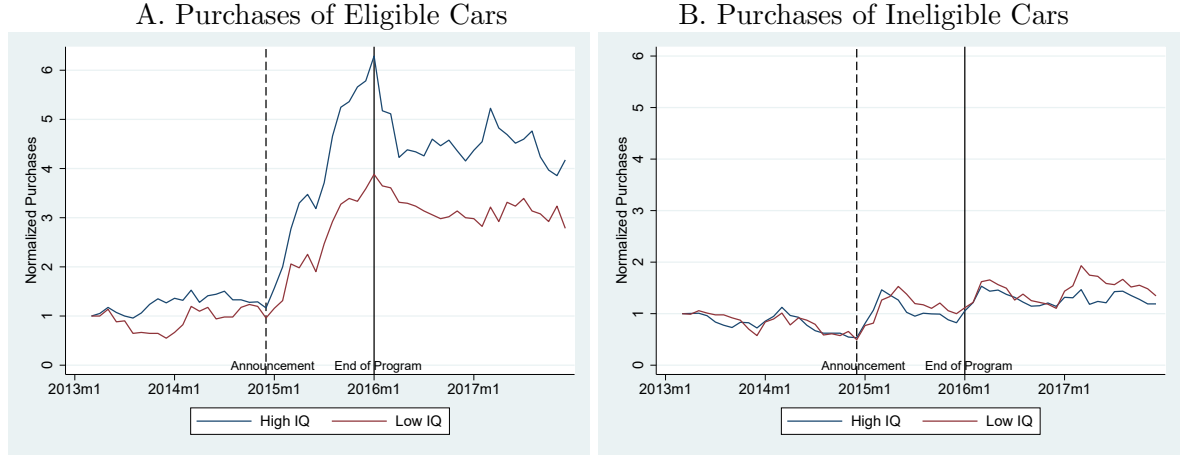 A. Purchases of Eligible Cars
Normalized Purchases
6
5
4
3
2
1
0
Announcement End of Program
2013m1 2014m1 2015m1 2016m1 2017m1
High IQ Low IQ
B. Purchases of Ineligible Cars
Normalized Purchases
6
5
4
3
2
1
0
Announcement End of Program
2013m1 2014m1 2015m1 2016m1 2017m1
High IQ Low IQ